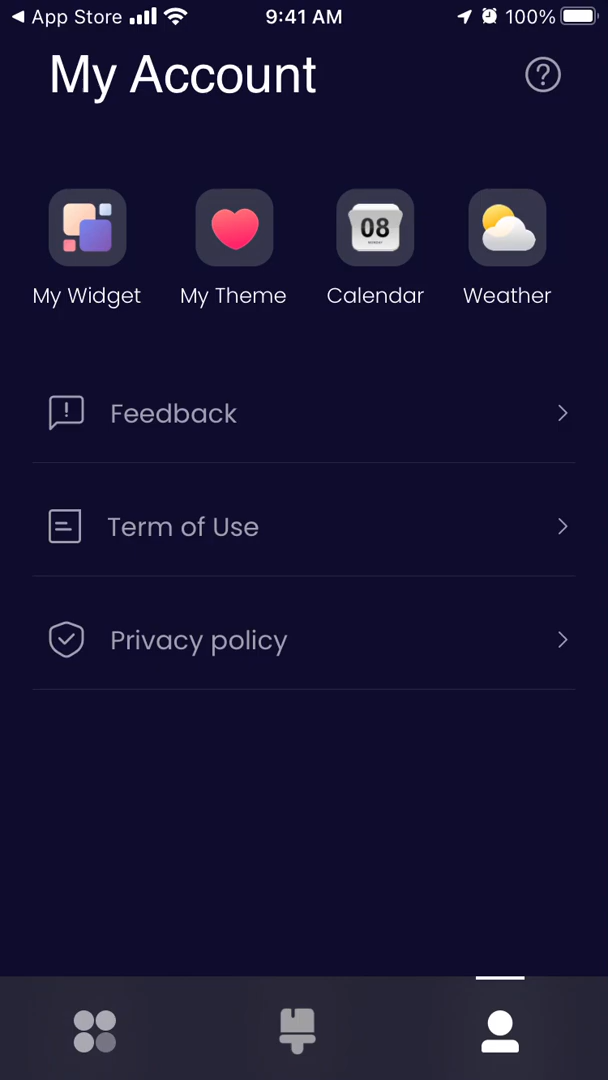 App Store 9:41 AM 100%
My Account
08
My Widget My Theme Calendar Weather
Feedback
Term of Use
Privacy policy